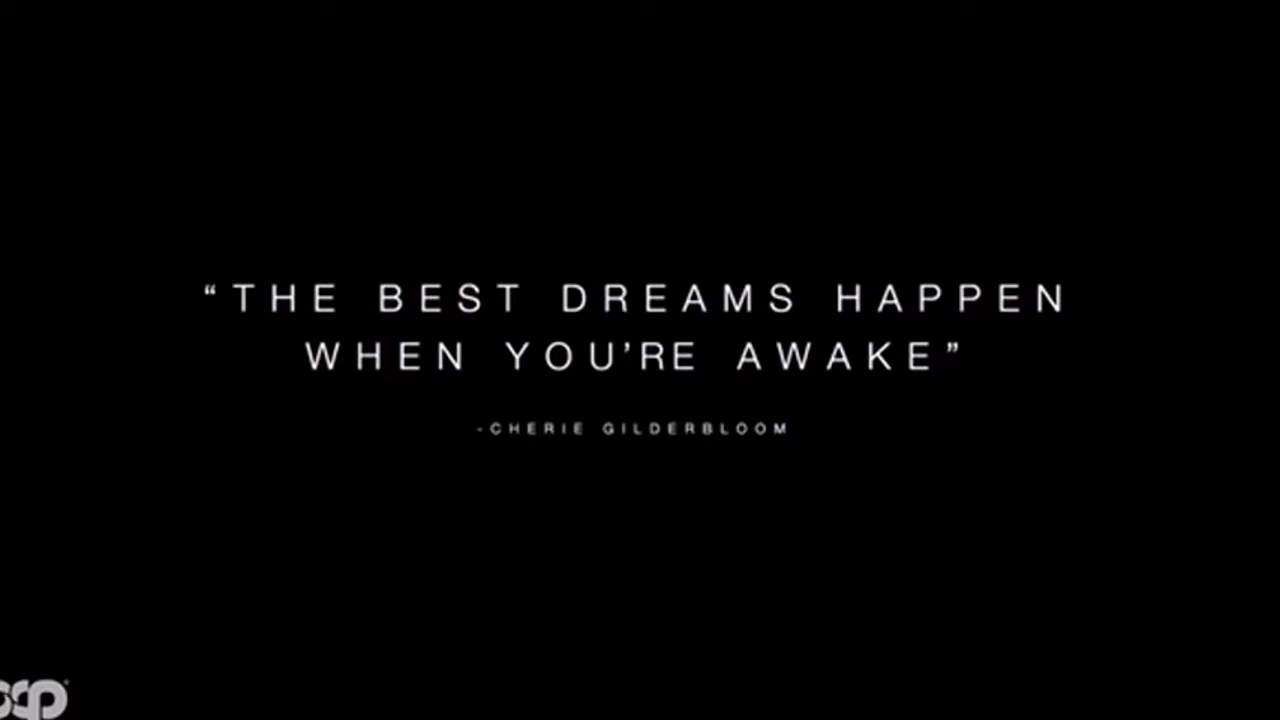 “THE BEST DREAMS HAPPEN
WHEN YOU’RE AWAKE”
-CHERIE GILDERBLOOM